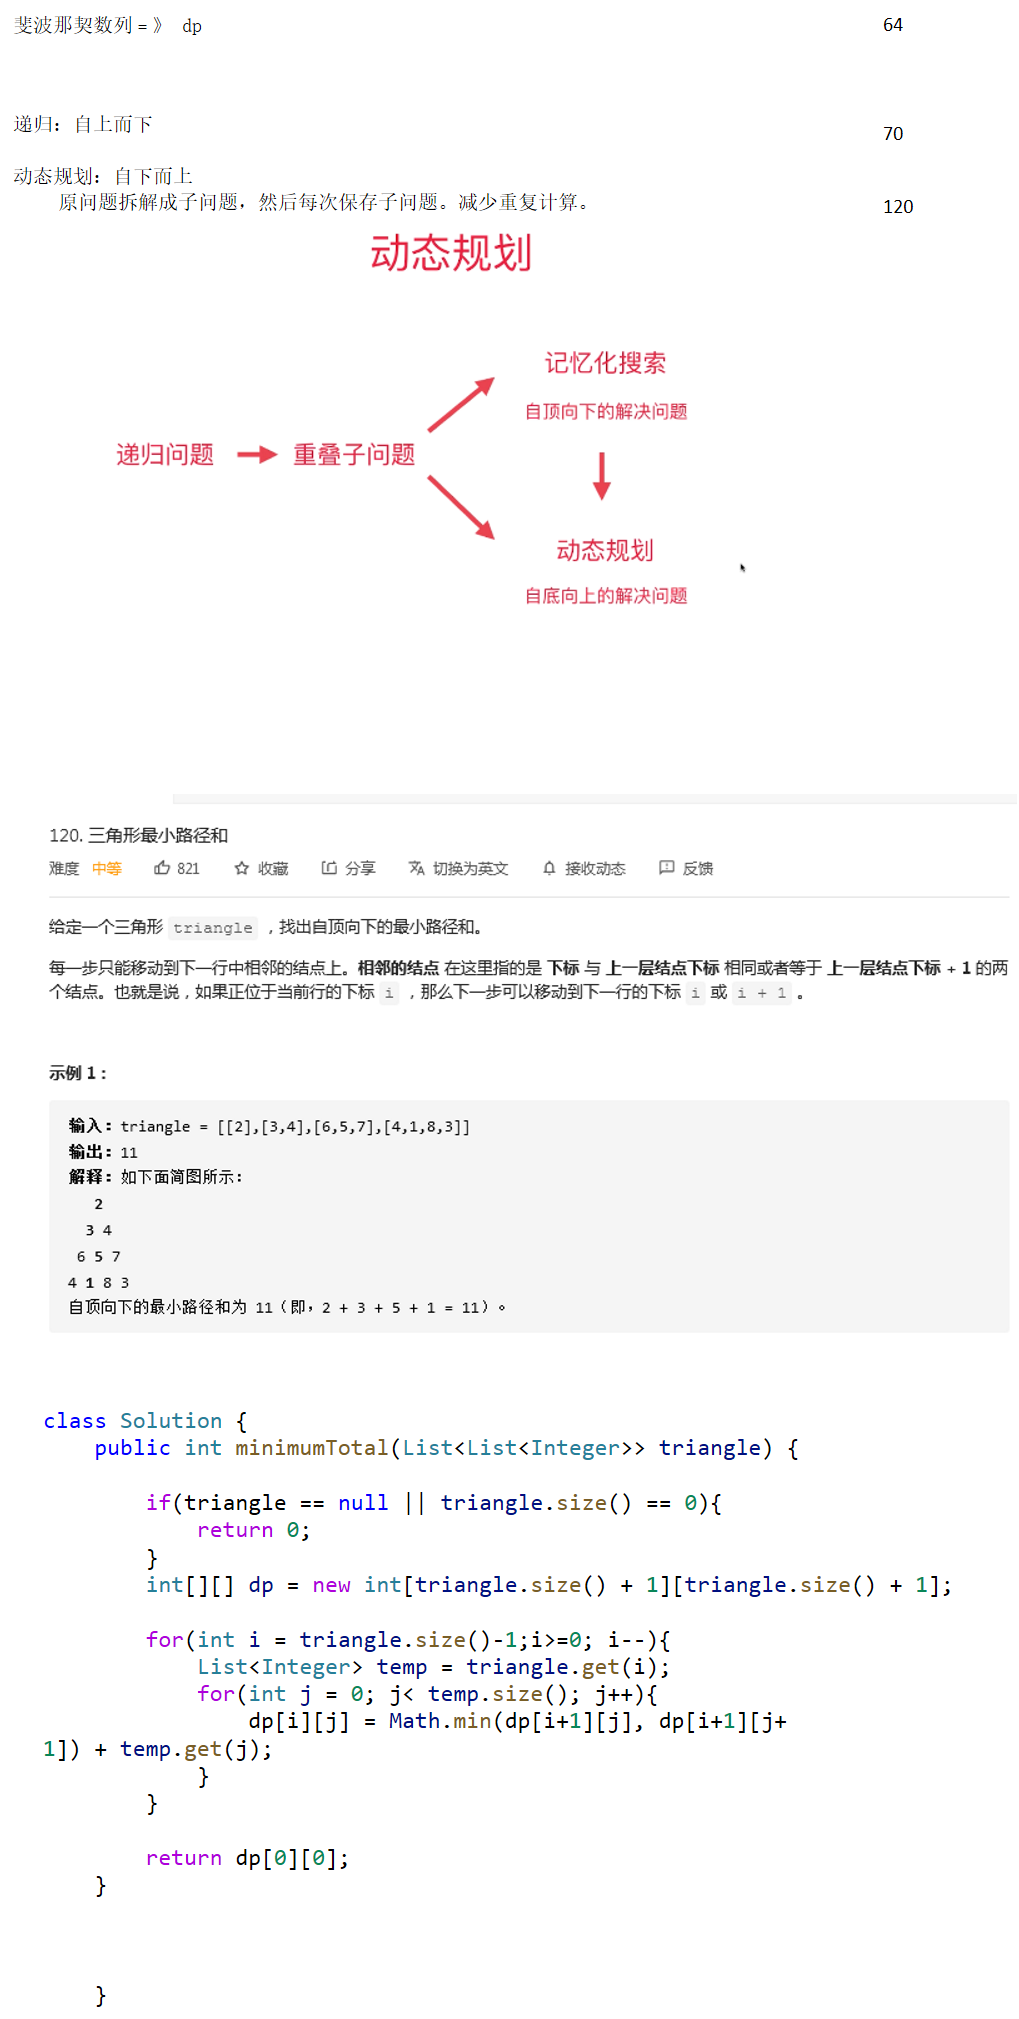 斐波那契数列 =》 dp
64
递归：自上而下
70
动态规划：自下而上
原问题拆解成子问题，然后每次保存子问题。减少重复计算。
120
动态规划
记忆化搜索
自顶向下的解决问题
递归问题
重叠子问题
动态规划
自底向上的解决问题
120. 三角形最小路径和
难度 中等 821 收藏 分享 切换为英文 接收动态 反馈
给定一个三角形 triangle ，找出自顶向下的最小路径和。
每一步只能移动到下一行中相邻的结点上。相邻的结点 在这里指的是 下标 与 上一层结点下标 相同或者等于 上一层结点下标 + 1 的两
个结点。也就是说，如果正位于当前行的下标 i ，那么下一步可以移动到下一行的下标 i 或 i + 1 。
示例 1：
输入：triangle = [[2],[3,4],[6,5,7],[4,1,8,3]]
输出：11
解释：如下面简图所示：
2
3 4
6 5 7
4 1 8 3
自顶向下的最小路径和为 11（即，2 + 3 + 5 + 1 = 11）。
class Solution {
public int minimumTotal(List<List<Integer>> triangle) {
if(triangle == null || triangle.size() == 0){
return 0;
}
int[][] dp = new int[triangle.size() + 1][triangle.size() + 1];
for(int i = triangle.size()-1;i>=0; i--){
List<Integer> temp = triangle.get(i);
for(int j = 0; j< temp.size(); j++){
dp[i][j] = Math.min(dp[i+1][j], dp[i+1][j+
1]) + temp.get(j);
}
}
return dp[0][0];
}
}